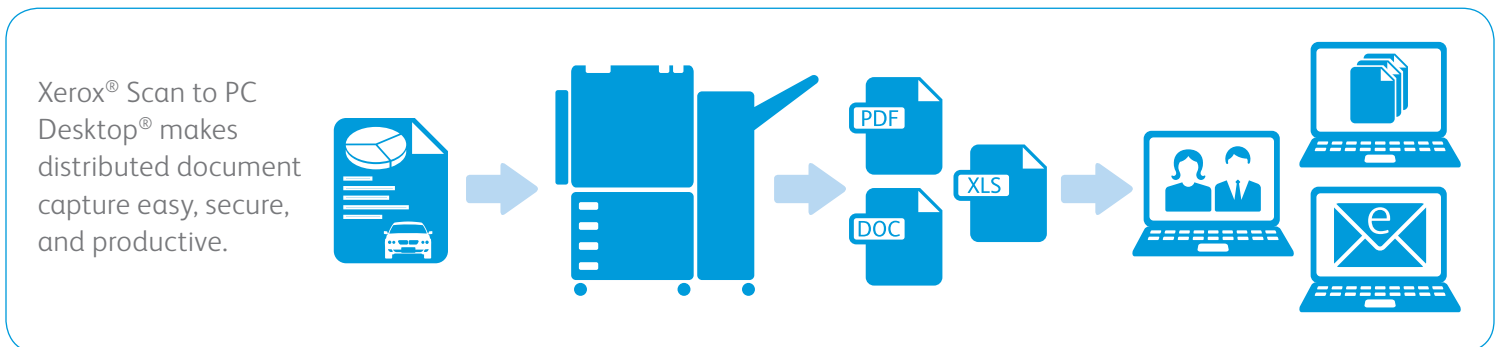 Xerox® Scan to PC
Desktop® makes
distributed document
capture easy, secure,
and productive.
PDF
DOC
XLS
e